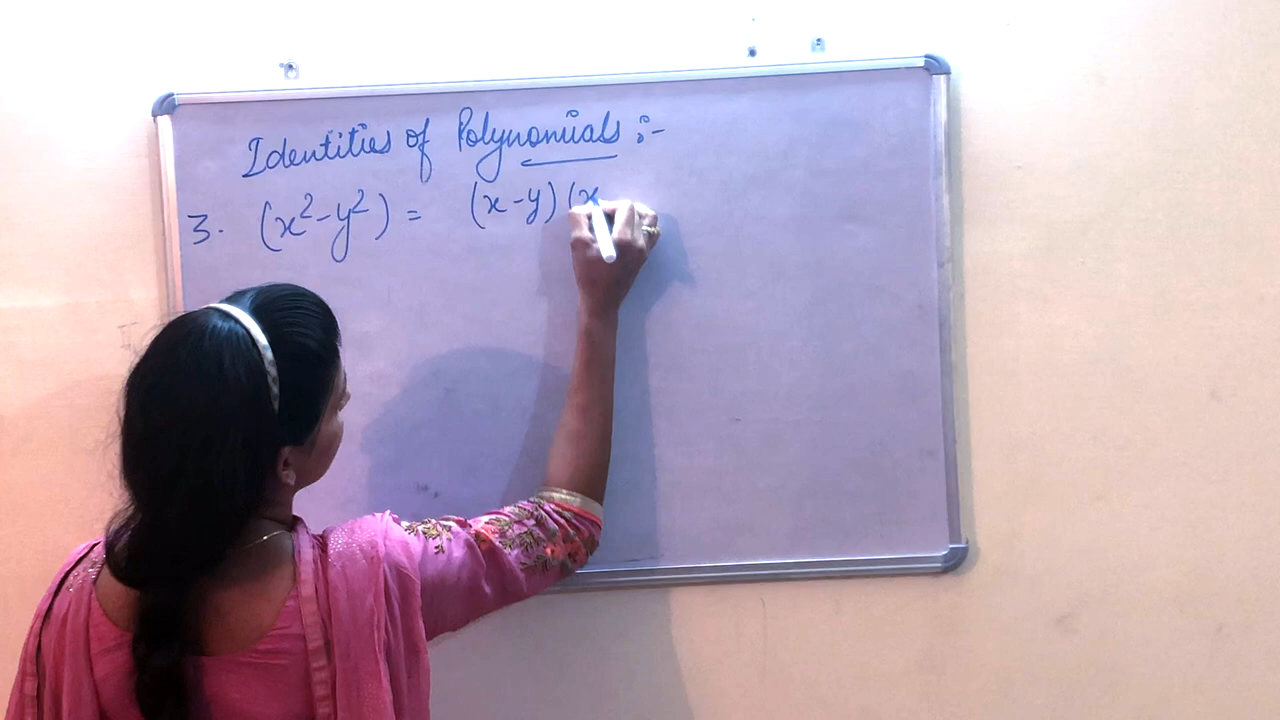 Identities of Polynomials :-
3. (x²-y²) = (x-y)(x